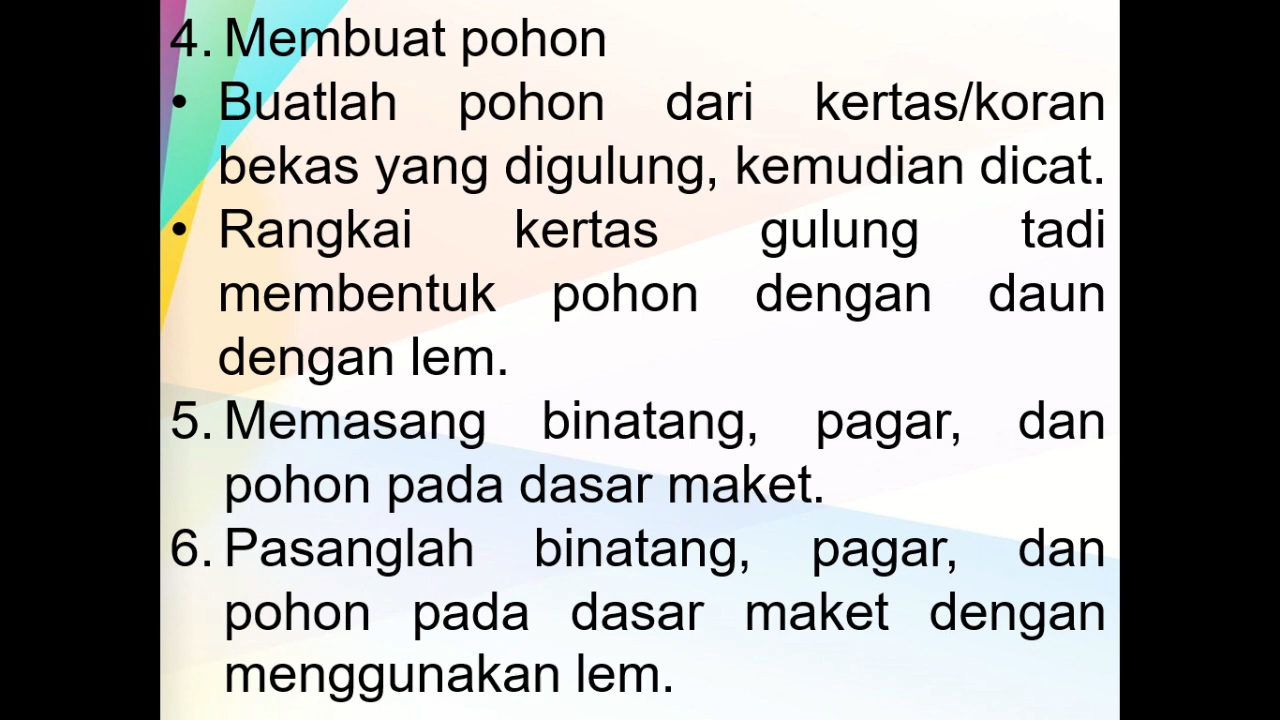 4. Membuat pohon
• Buatlah pohon dari kertas/koran
bekas yang digulung, kemudian dicat.
• Rangkai kertas gulung tadi
membentuk pohon dengan daun
dengan lem.
5. Memasang binatang, pagar, dan
pohon pada dasar maket.
6. Pasanglah binatang, pagar, dan
pohon pada dasar maket dengan
menggunakan lem.